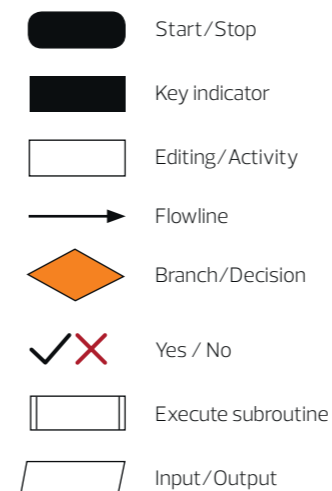 Start/Stop
Key indicator
Editing/Activity
Flowline
Branch/Decision
Yes / No
Execute subroutine
Input/Output